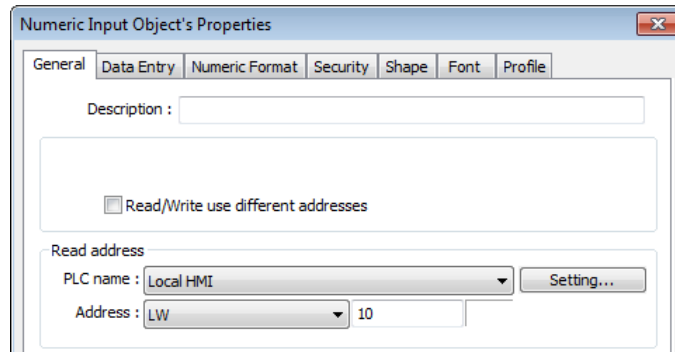 Numeric Input Object's Properties
General Data Entry Numeric Format Security Shape Font Profile
Description :
Read/Write use different addresses
Read address
PLC name : Local HMI Setting...
Address : LW 10